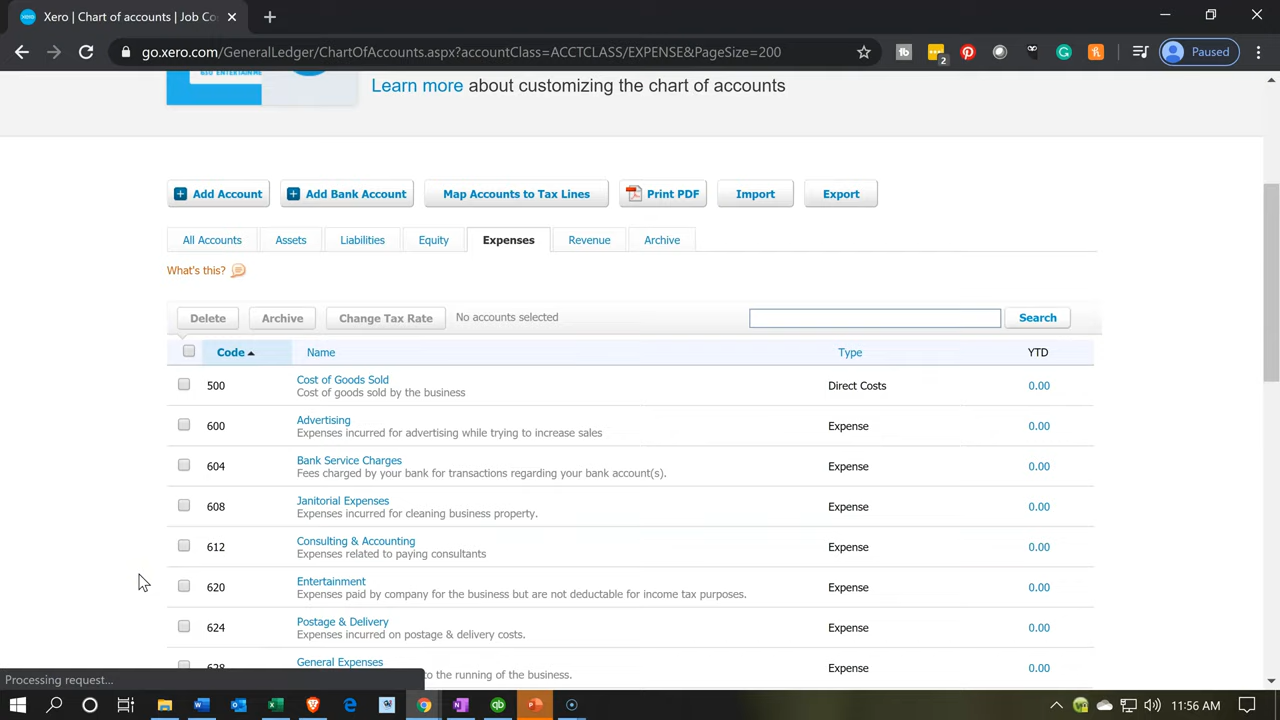 Xero | Chart of accounts | Job Co
go.xero.com/GeneralLedger/ChartOfAccounts.aspx?accountClass=ACCTCLASS/EXPENSE&PageSize=200
2
Paused
Learn more about customizing the chart of accounts
Add Account
Add Bank Account
Map Accounts to Tax Lines
Print PDF
Import
Export
All Accounts
Assets
Liabilities
Equity
Expenses
Revenue
Archive
What's this?
Delete
Archive
Change Tax Rate
No accounts selected
Search
Code
Name
Type
YTD
500
Cost of Goods Sold
Cost of goods sold by the business
Direct Costs
0.00
600
Advertising
Expenses incurred for advertising while trying to increase sales
Expense
0.00
604
Bank Service Charges
Fees charged by your bank for transactions regarding your bank account(s).
Expense
0.00
608
Janitorial Expenses
Expenses incurred for cleaning business property.
Expense
0.00
612
Consulting & Accounting
Expenses related to paying consultants
Expense
0.00
620
Entertainment
Expenses paid by company for the business but are not deductable for income tax purposes.
Expense
0.00
624
Postage & Delivery
Expenses incurred on postage & delivery costs.
Expense
0.00
628
General Expenses
to the running of the business.
Expense
0.00
Processing request...
11:56 AM